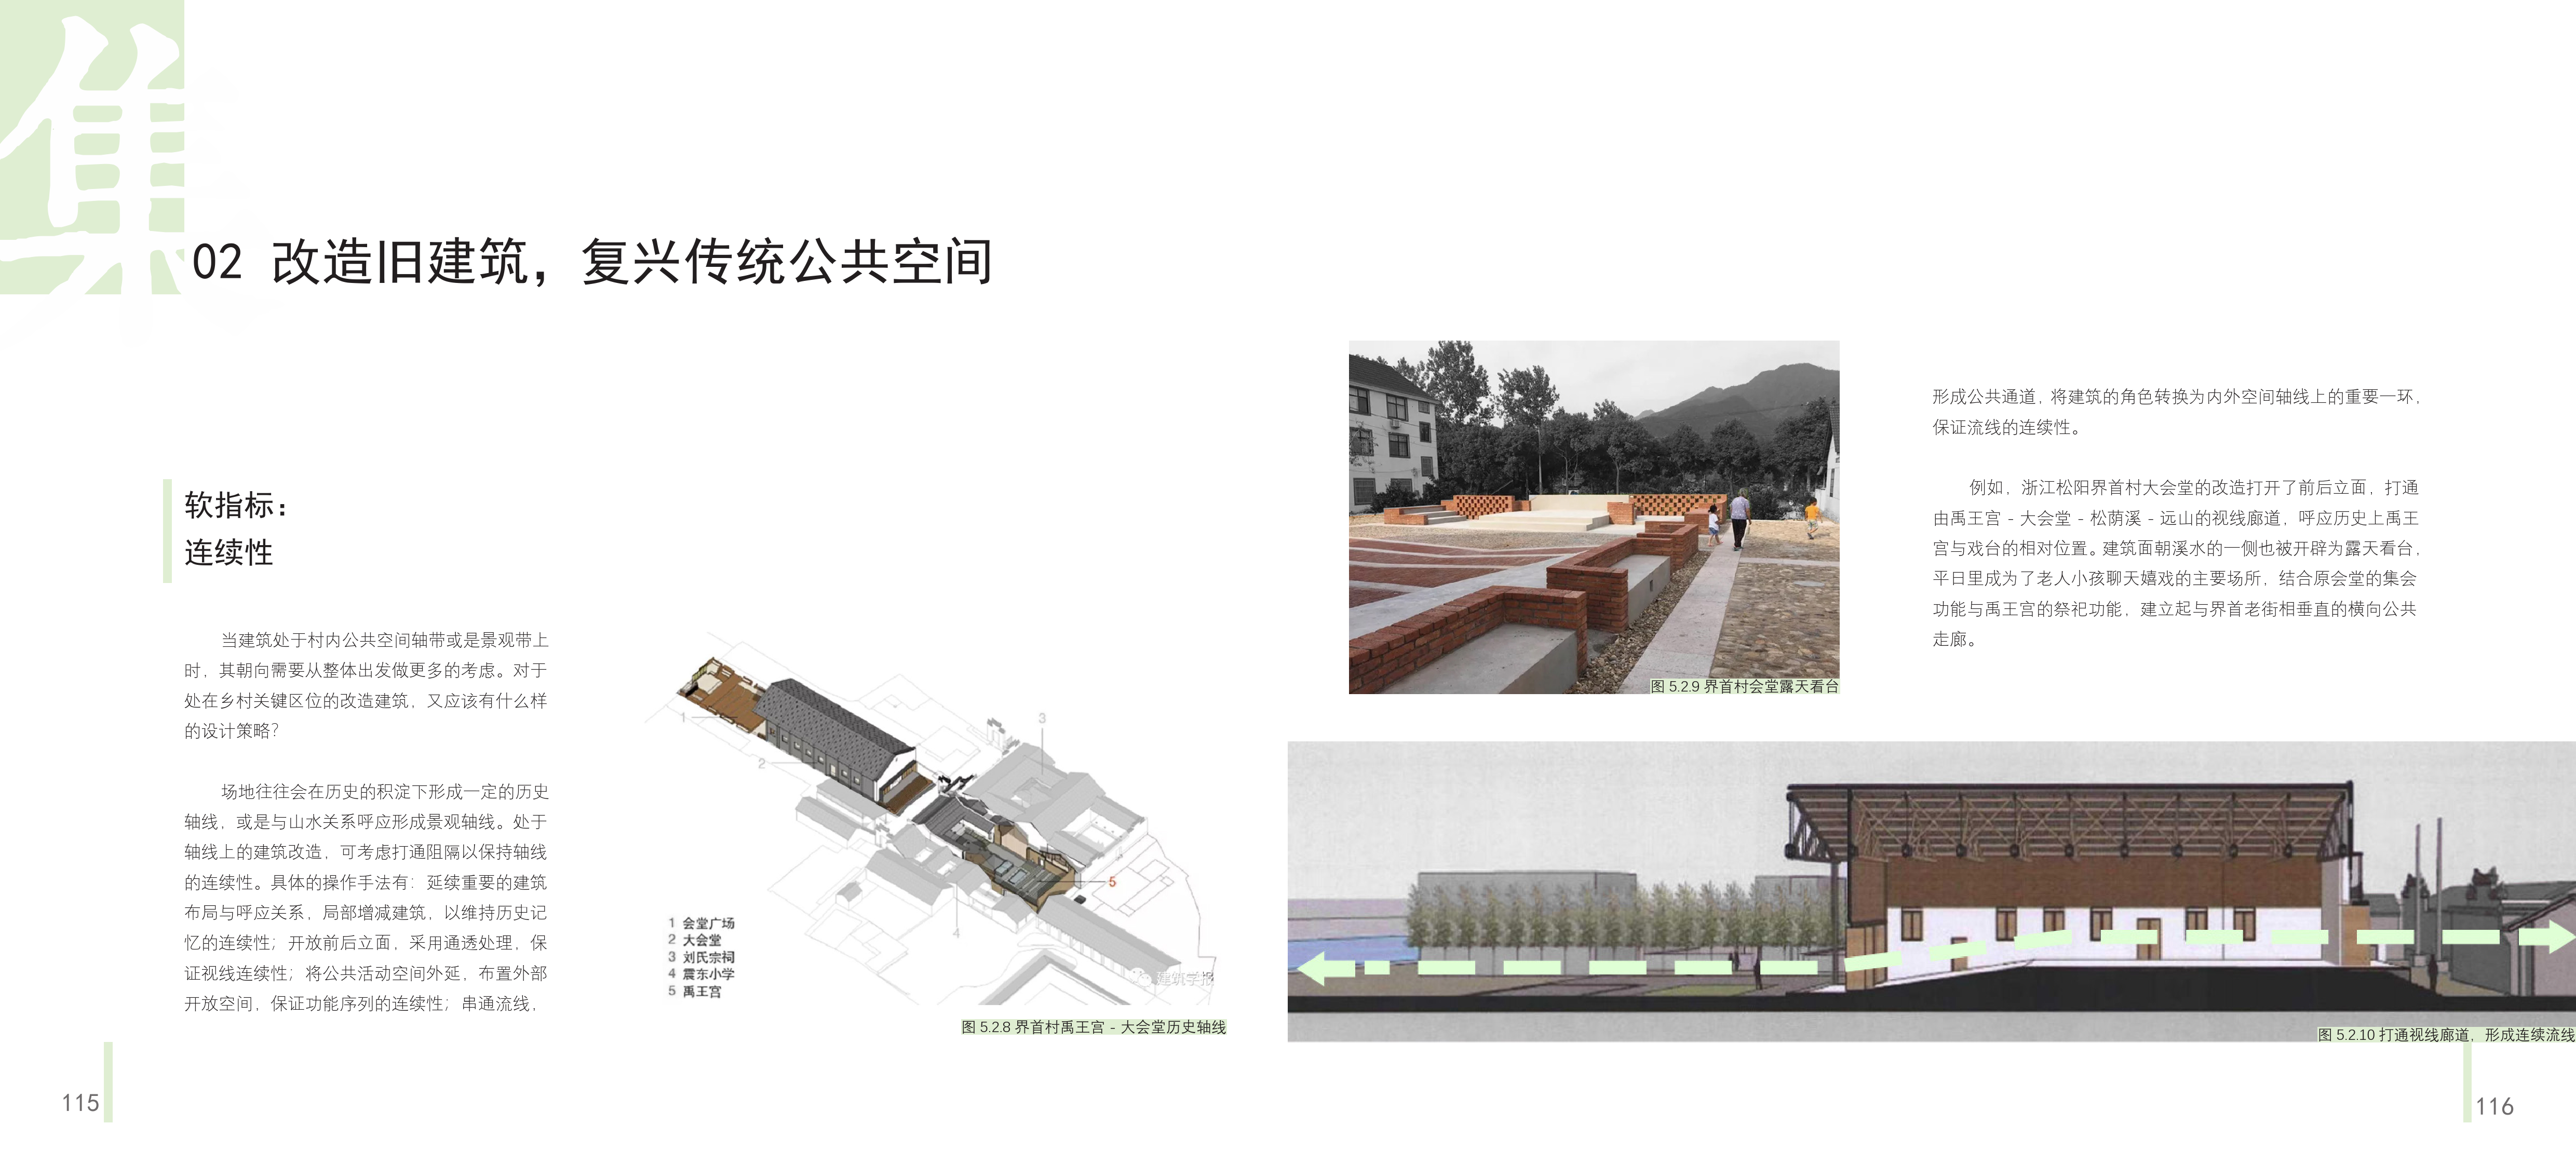 集
02 改造旧建筑，复兴传统公共空间
软指标：
连续性
当建筑处于村内公共空间轴带或是景观带上
时，其朝向需要从整体出发做更多的考虑。对于
处在乡村关键区位的改造建筑，又应该有什么样
的设计策略？
场地往往会在历史的积淀下形成一定的历史
轴线，或是与山水关系呼应形成景观轴线。处于
轴线上的建筑改造，可考虑打通阻隔以保持轴线
的连续性。具体的操作手法有：延续重要的建筑
布局与呼应关系，局部增减建筑，以维持历史记
忆的连续性；开放前后立面，采用通透处理，保
证视线连续性；将公共活动空间外延，布置外部
开放空间，保证功能序列的连续性；串通流线，
1
2
3
4
5
1 会堂广场
2 大会堂
3 刘氏宗祠
4 震东小学
5 禹王宫
建筑学报
图 5.2.8 界首村禹王宫 - 大会堂历史轴线
115
图 5.2.9 界首村会堂露天看台
形成公共通道，将建筑的角色转换为内外空间轴线上的重要一环，
保证流线的连续性。
例如，浙江松阳界首村大会堂的改造打开了前后立面，打通
由禹王宫 - 大会堂 - 松荫溪 - 远山的视线廊道，呼应历史上禹王
宫与戏台的相对位置。建筑面朝溪水的一侧也被开辟为露天看台，
平日里成为了老人小孩聊天嬉戏的主要场所，结合原会堂的集会
功能与禹王宫的祭祀功能，建立起与界首老街相垂直的横向公共
走廊。
图 5.2.10 打通视线廊道，形成连续流线
116